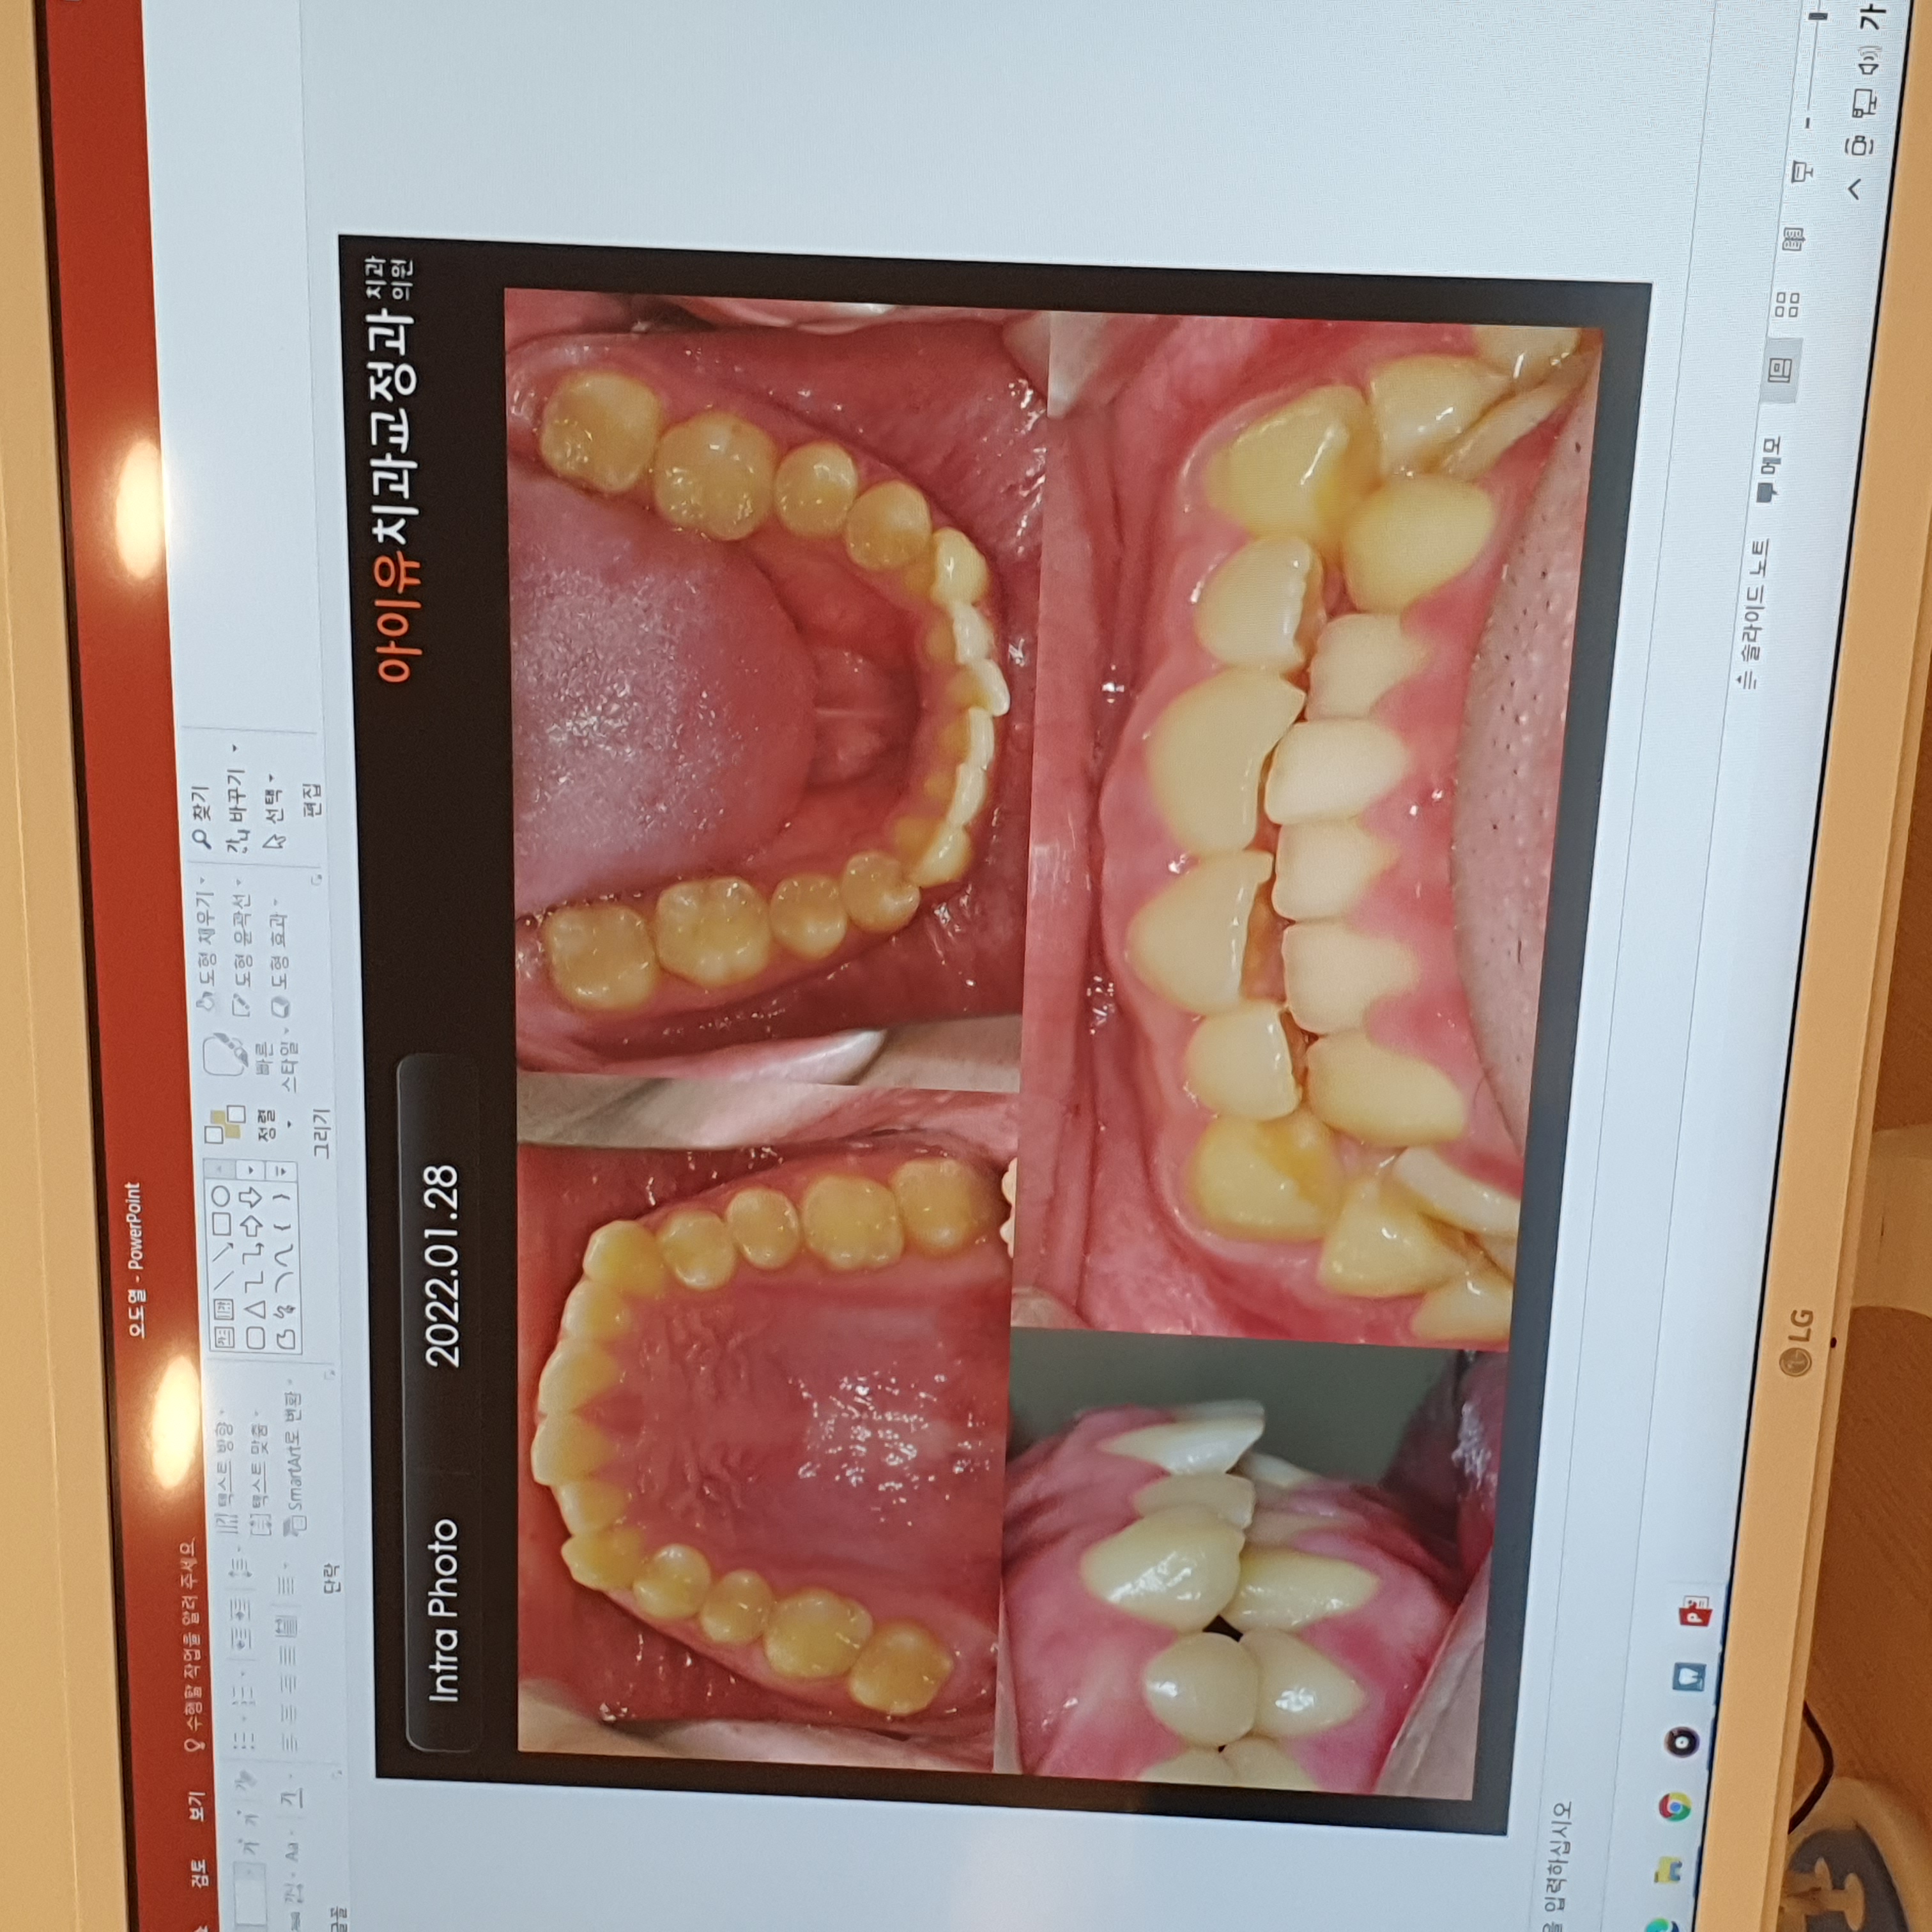 오도열 - PowerPoint
검토 보기 수행할 작업을 알려 주세요
텍스트 방향
텍스트 맞춤
SmartArt로 변환
단락
정렬
빠른
스타일
그리기
도형 채우기
도형 윤곽선
도형 효과
찾기
바꾸기
선택
편집
가 가
Aa 가
글꼴
Intra Photo 2022.01.28
아이유치과교정과 치과
의원
입력하십시오
슬라이드 노트 메모
가
LG